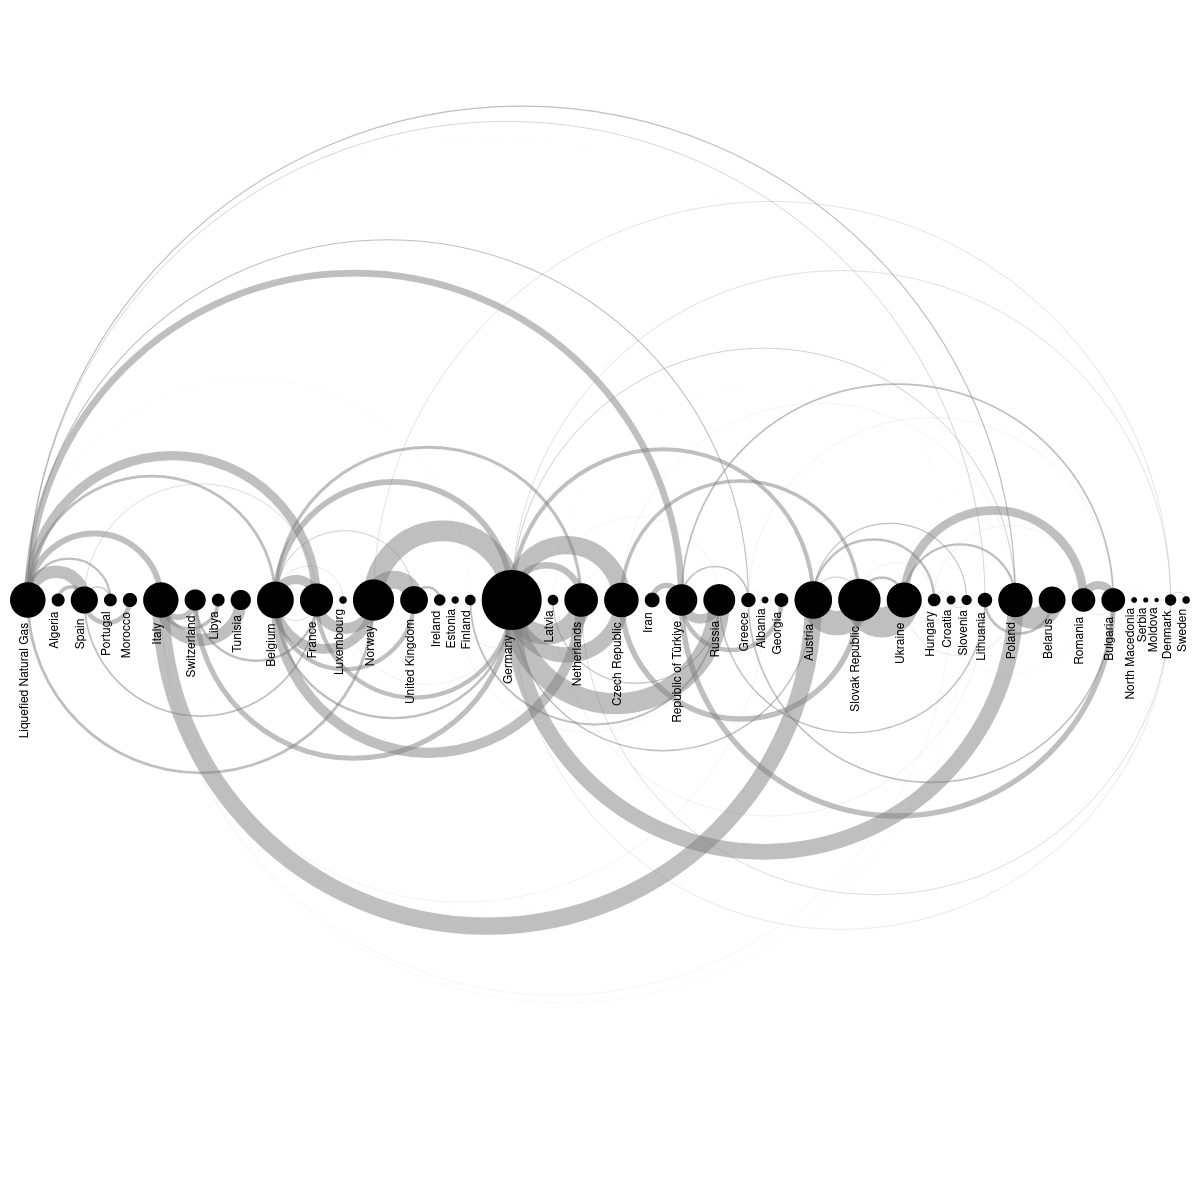 Liquefied Natural Gas
Algeria
Spain
Portugal
Morocco
Italy
Switzerland
Libya
Tunisia
Belgium
France
Luxembourg
Norway
United Kingdom
Ireland
Estonia
Finland
Germany
Latvia
Netherlands
Czech Republic
Iran
Republic of Türkiye
Russia
Greece
Albania
Georgia
Austria
Slovak Republic
Ukraine
Hungary
Croatia
Slovenia
Lithuania
Poland
Belarus
Romania
Bulgaria
North Macedonia
Serbia
Moldova
Denmark
Sweden